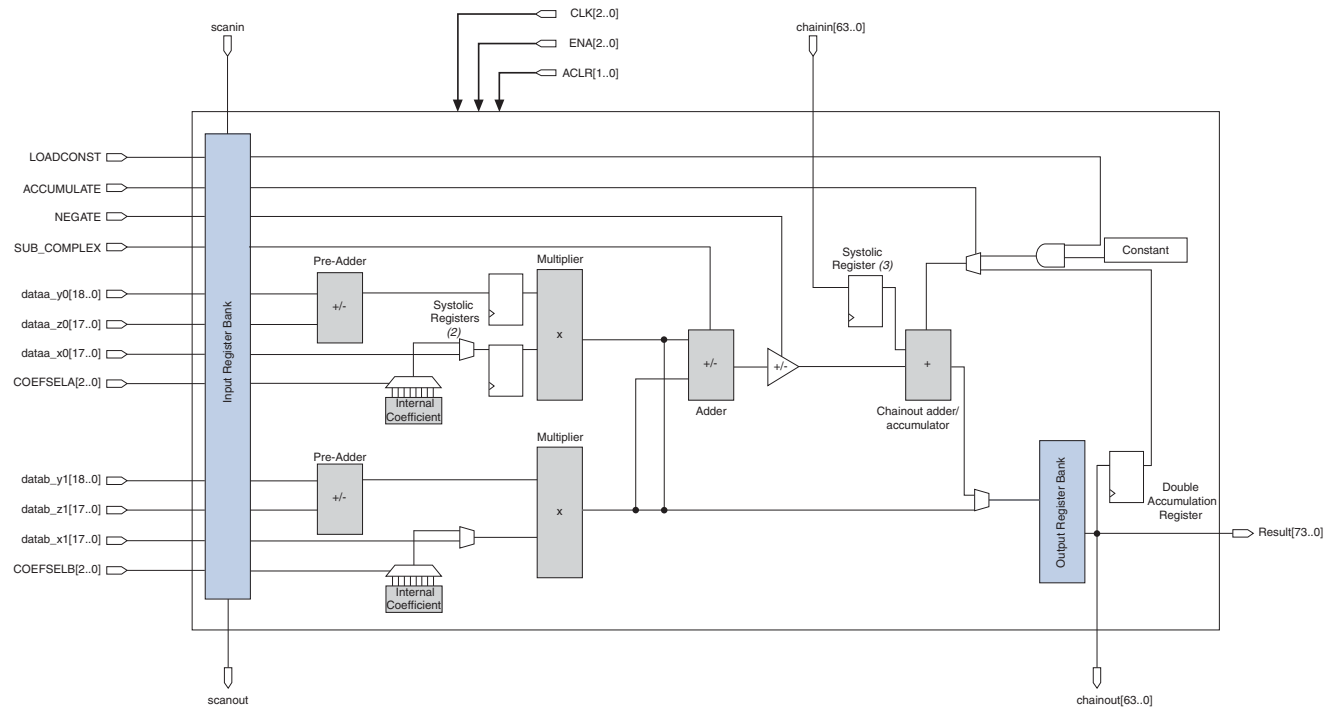 CLK[2..0]
scanin
chainin[63..0]
ENA[2..0]
ACLR[1..0]
LOADCONST
ACCUMULATE
NEGATE
SUB_COMPLEX
Constant
Pre-Adder
Multiplier
Systolic
Register (3)
dataa_y0[18..0]
+/-
Systolic
Registers
(2)
dataa_z0[17..0]
x
dataa_x0[17..0]
+/-
+/-
+
COEFSELA[2..0]
Internal
Coefficient
Adder
Chainout adder/
accumulator
Input Register Bank
Multiplier
Pre-Adder
datab_y1[18..0]
+/-
datab_z1[17..0]
x
Double
Accumulation
Register
Output Register Bank
datab_x1[17..0]
Result[73..0]
COEFSELB[2..0]
Internal
Coefficient
scanout
chainout[63..0]